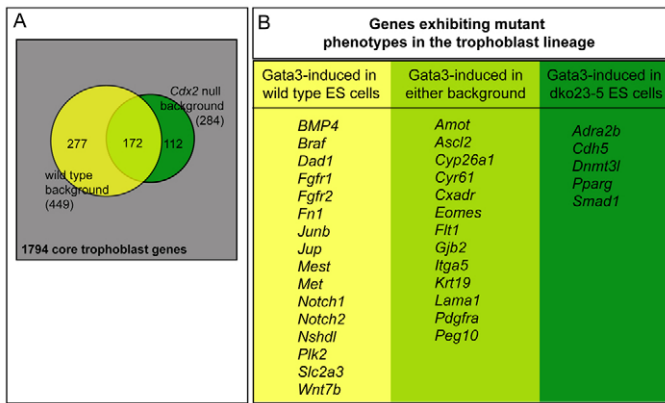 A
Cdx2 null
background
(284)
277
172
112
wild type
background
(449)
1794 core trophoblast genes
B
Genes exhibiting mutant
phenotypes in the trophoblast lineage
Gata3-induced in
wild type ES cells
BMP4
Braf
Dad1
Fgfr1
Fgfr2
Fn1
Junb
Jup
Mest
Met
Notch1
Notch2
Nshdl
Plk2
Slc2a3
Wnt7b
Gata3-induced in
either background
Amot
Ascl2
Cyp26a1
Cyr61
Cxadr
Eomes
Flt1
Gjb2
Itga5
Krt19
Lama1
Pdgfra
Peg10
Gata3-induced in
dko23-5 ES cells
Adra2b
Cdh5
Dnmt3l
Pparg
Smad1